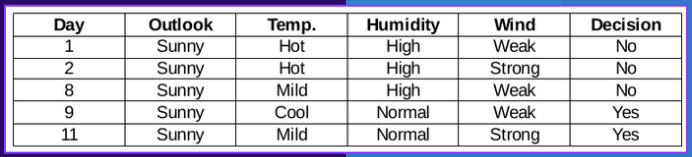 Day Outlook Temp. Humidity Wind Decision
1 Sunny Hot High Weak No
2 Sunny Hot High Strong No
8 Sunny Mild High Weak No
9 Sunny Cool Normal Weak Yes
11 Sunny Mild Normal Strong Yes